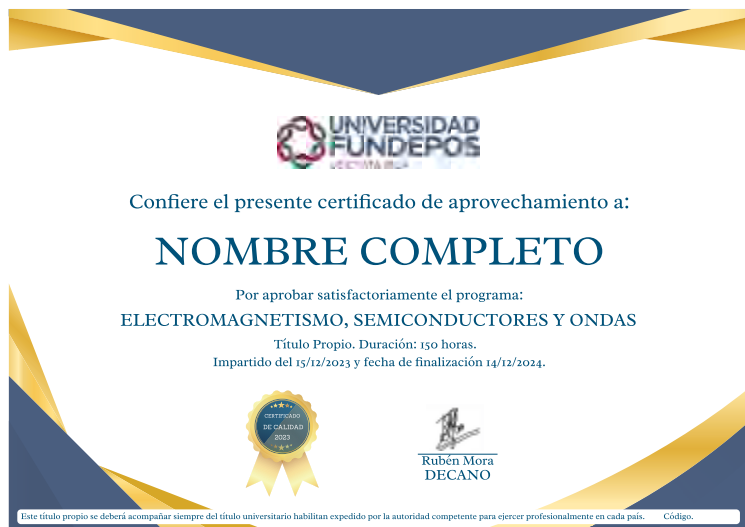 UNIVERSIDAD
FUNDEPOS
Confiere el presente certificado de aprovechamiento a:
NOMBRE COMPLETO
Por aprobar satisfactoriamente el programa:
ELECTROMAGNETISMO, SEMICONDUCTORES Y ONDAS
Título Propio. Duración: 150 horas.
Impartido del 15/12/2023 y fecha de finalización 14/12/2024.
CERTIFICADO
DE CALIDAD
2023
Rubén Mora
DECANO
Este título propio se deberá acompañar siempre del título universitario habilitan expedido por la autoridad competente para ejercer profesionalmente en cada país. Código.